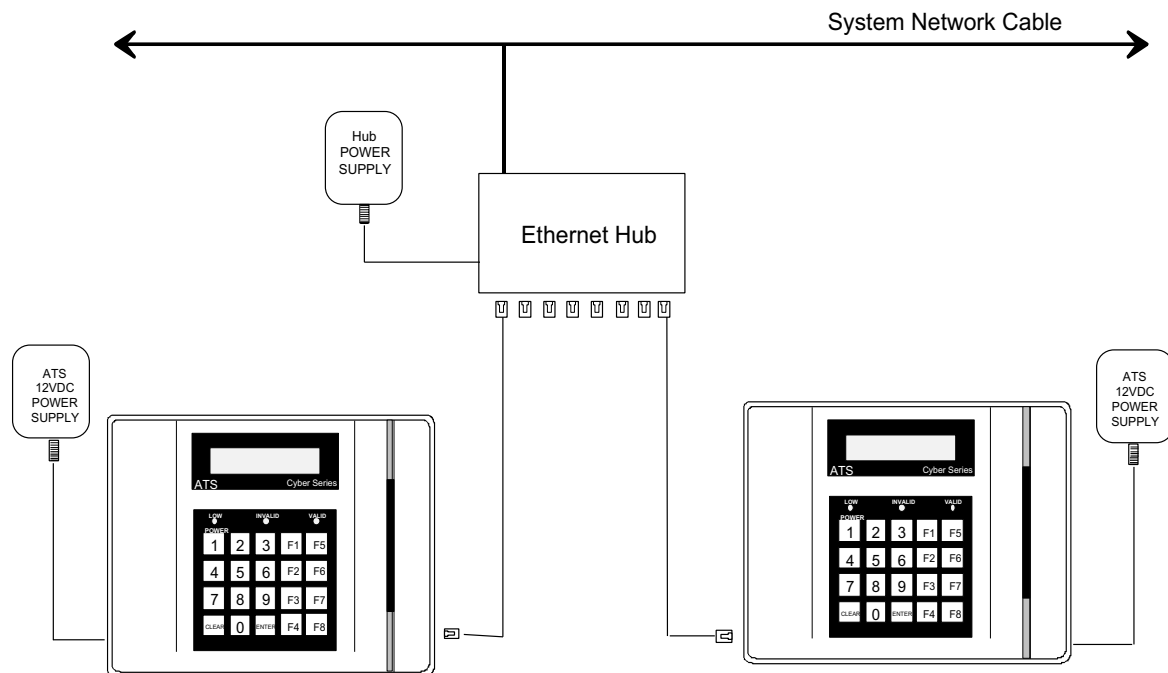 System Network Cable
Hub
POWER
SUPPLY
Ethernet Hub
ATS
12VDC
POWER
SUPPLY
ATS
12VDC
POWER
SUPPLY
ATS Cyber Series
LOW INVALID VALID
POWER
1 2 3 F1 F5
4 5 6 F2 F6
7 8 9 F3 F7
CLEAR 0 ENTER F4 F8
ATS Cyber Series
LOW INVALID VALID
POWER
1 2 3 F1 F5
4 5 6 F2 F6
7 8 9 F3 F7
CLEAR 0 ENTER F4 F8